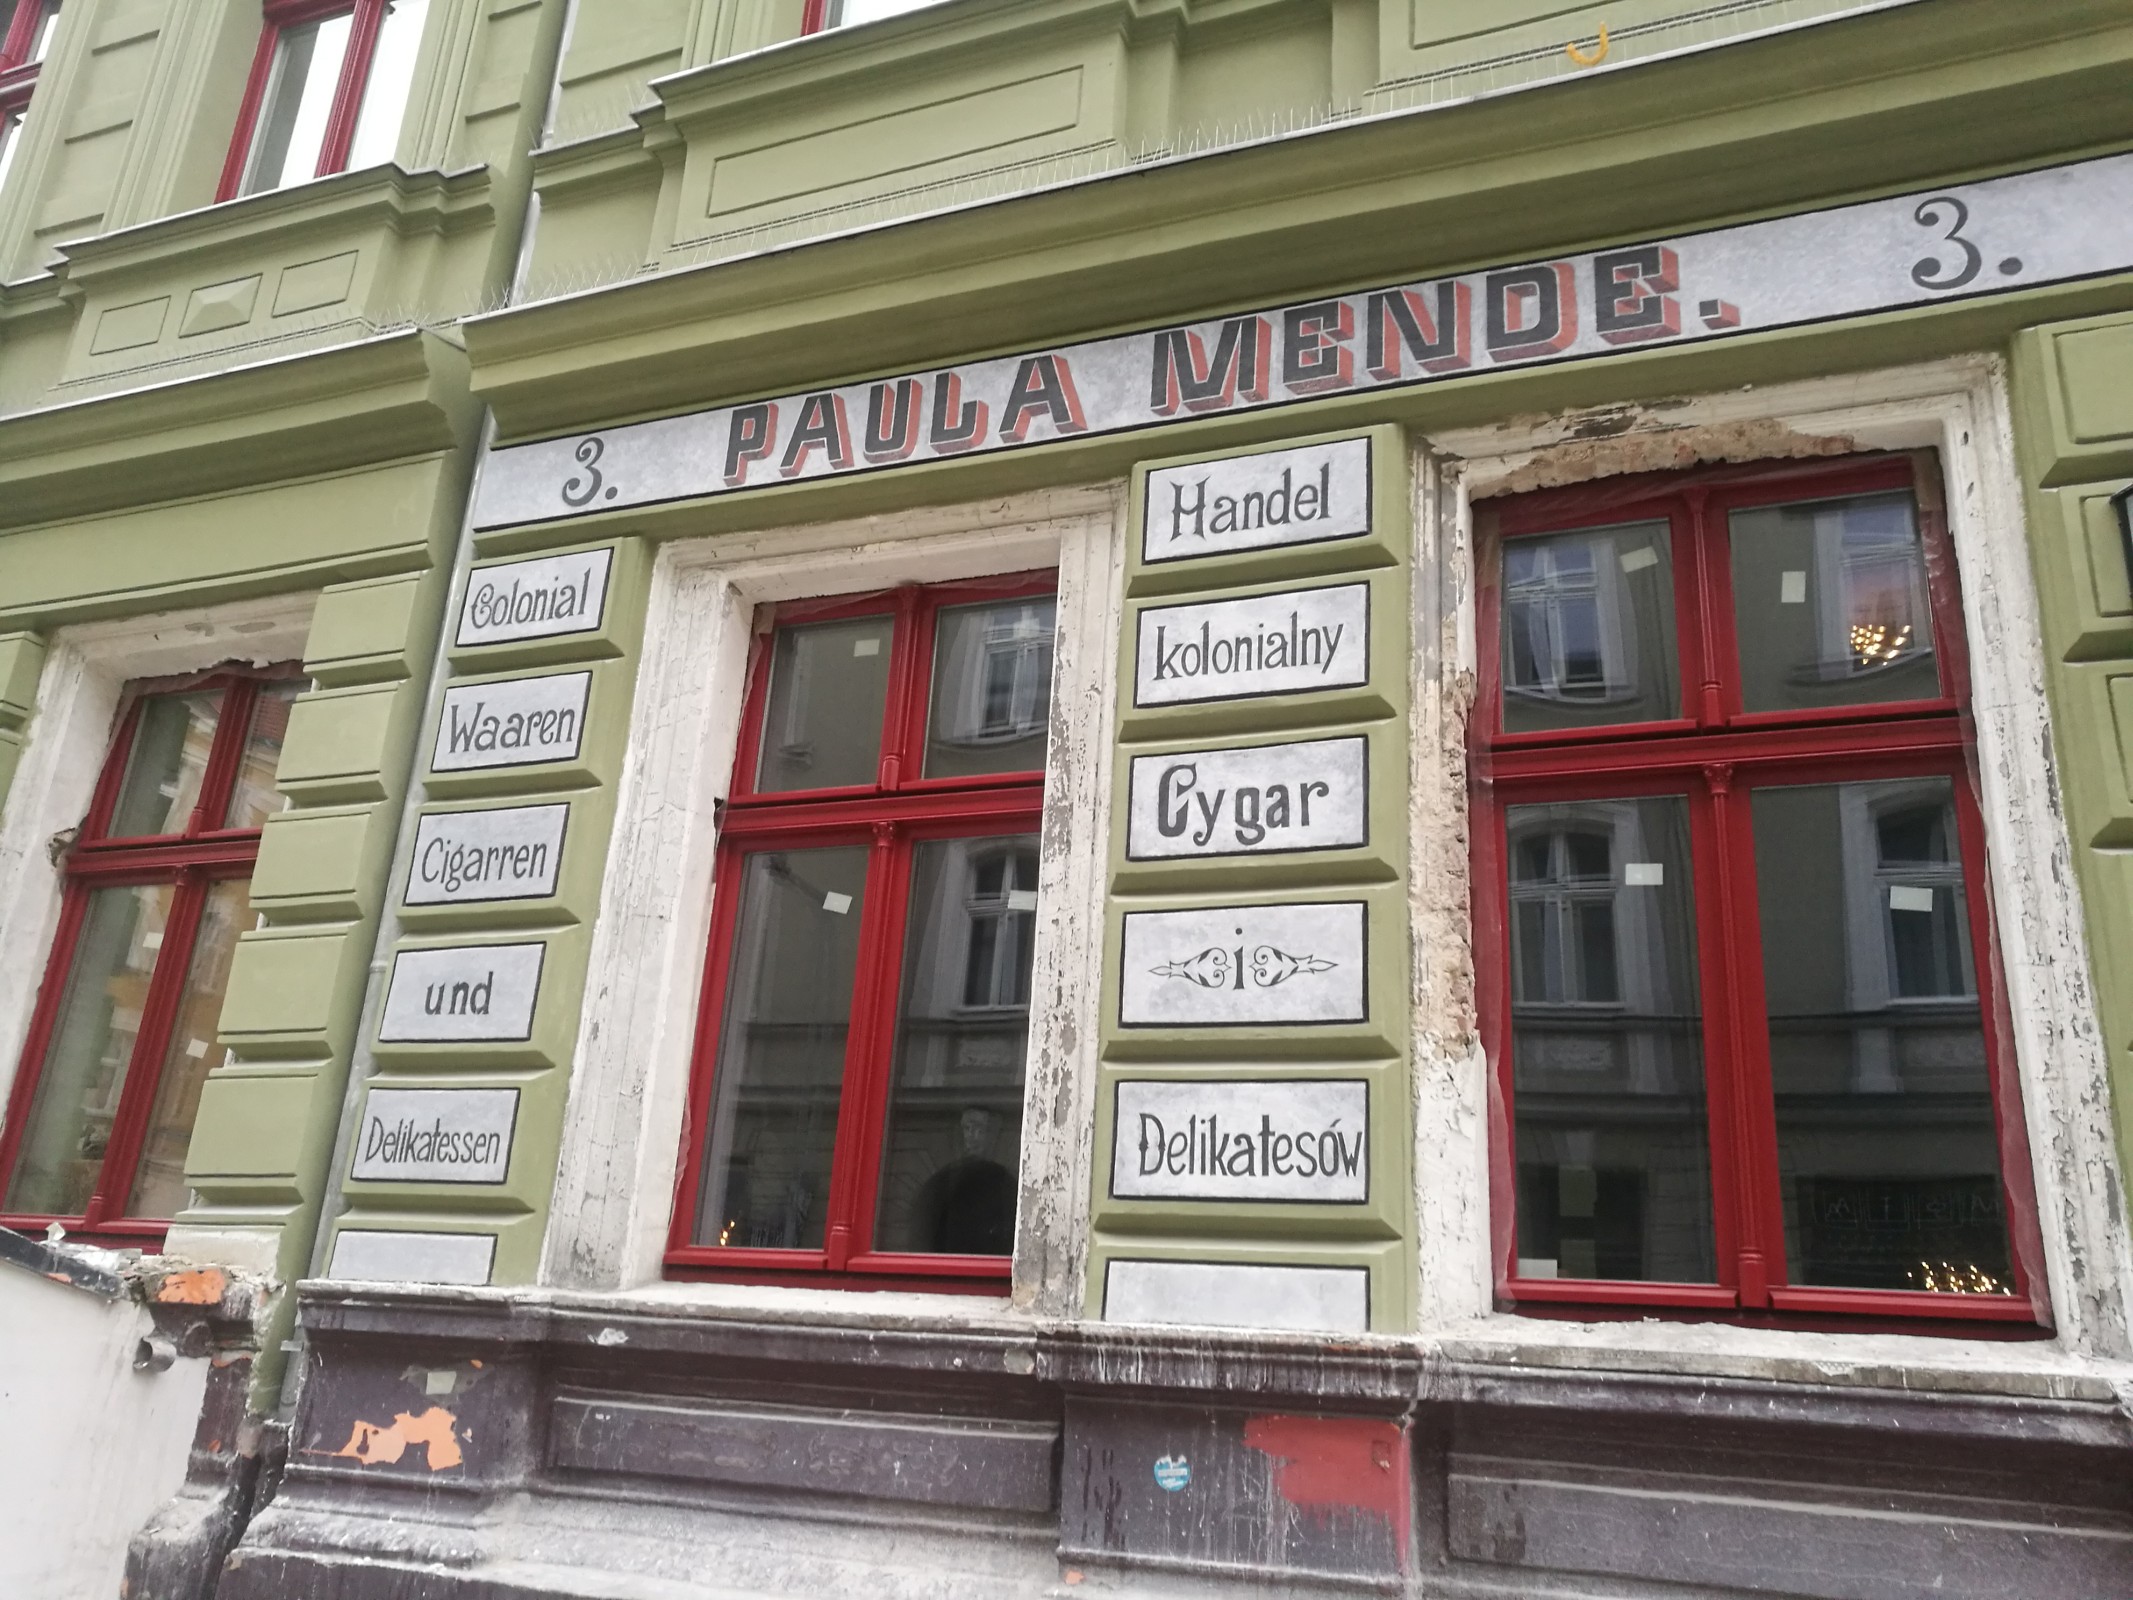 3. PAULA MENDE. 3.
Colonial
Waaren
Cigarren
und
Delikatessen
Handel
kolonialny
Cygar
i
Delikatesów